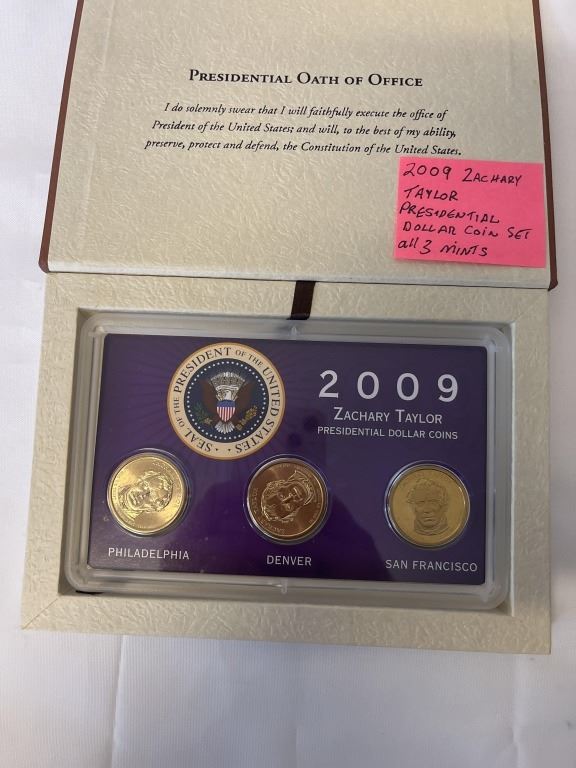 PRESIDENTIAL OATH OF OFFICE
I do solemnly swear that I will faithfully execute the office of
President of the United States; and will, to the best of my ability,
preserve, protect and defend, the Constitution of the United States.
2009 ZACHARY
TAYLOR
PRESIDENTIAL
DOLLAR COIN SET
all 3 MINTS
SEAL OF THE PRESIDENT OF THE UNITED STATES
2009
ZACHARY TAYLOR
PRESIDENTIAL DOLLAR COINS
PHILADELPHIA
DENVER
SAN FRANCISCO